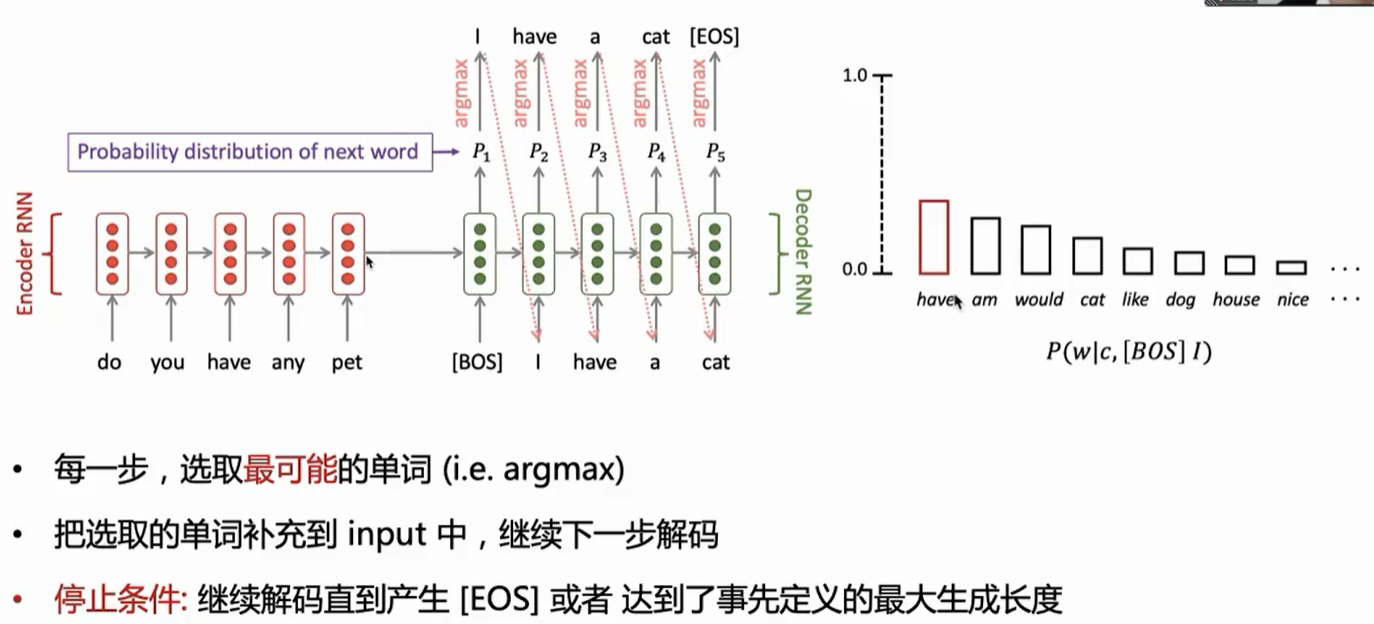 I have a cat [EOS]
argmax argmax argmax argmax argmax
Probability distribution of next word
P₁ P₂ P₃ P₄ P₅
Encoder RNN
Decoder RNN
do you have any pet
[BOS] I have a cat
1.0
0.0
have am would cat like dog house nice ...
...
P(w|c, [BOS] I)
• 每一步，选取最可能的单词 (i.e. argmax)
• 把选取的单词补充到 input 中，继续下一步解码
• 停止条件: 继续解码直到产生 [EOS] 或者 达到了事先定义的最大生成长度